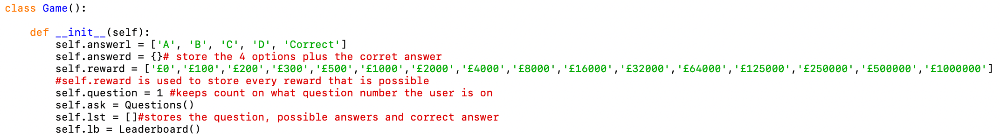 class Game():
def __init__(self):
self.answerl = ['A', 'B', 'C', 'D', 'Correct']
self.answerd = {}# store the 4 options plus the corret answer
self.reward = ['£0','£100','£200','£300','£500','£1000','£2000','£4000','£8000','£16000','£32000','£64000','£125000','£250000','£500000','£1000000']
#self.reward is used to store every reward that is possible
self.question = 1 #keeps count on what question number the user is on
self.ask = Questions()
self.lst = []#stores the question, possible answers and correct answer
self.lb = Leaderboard()